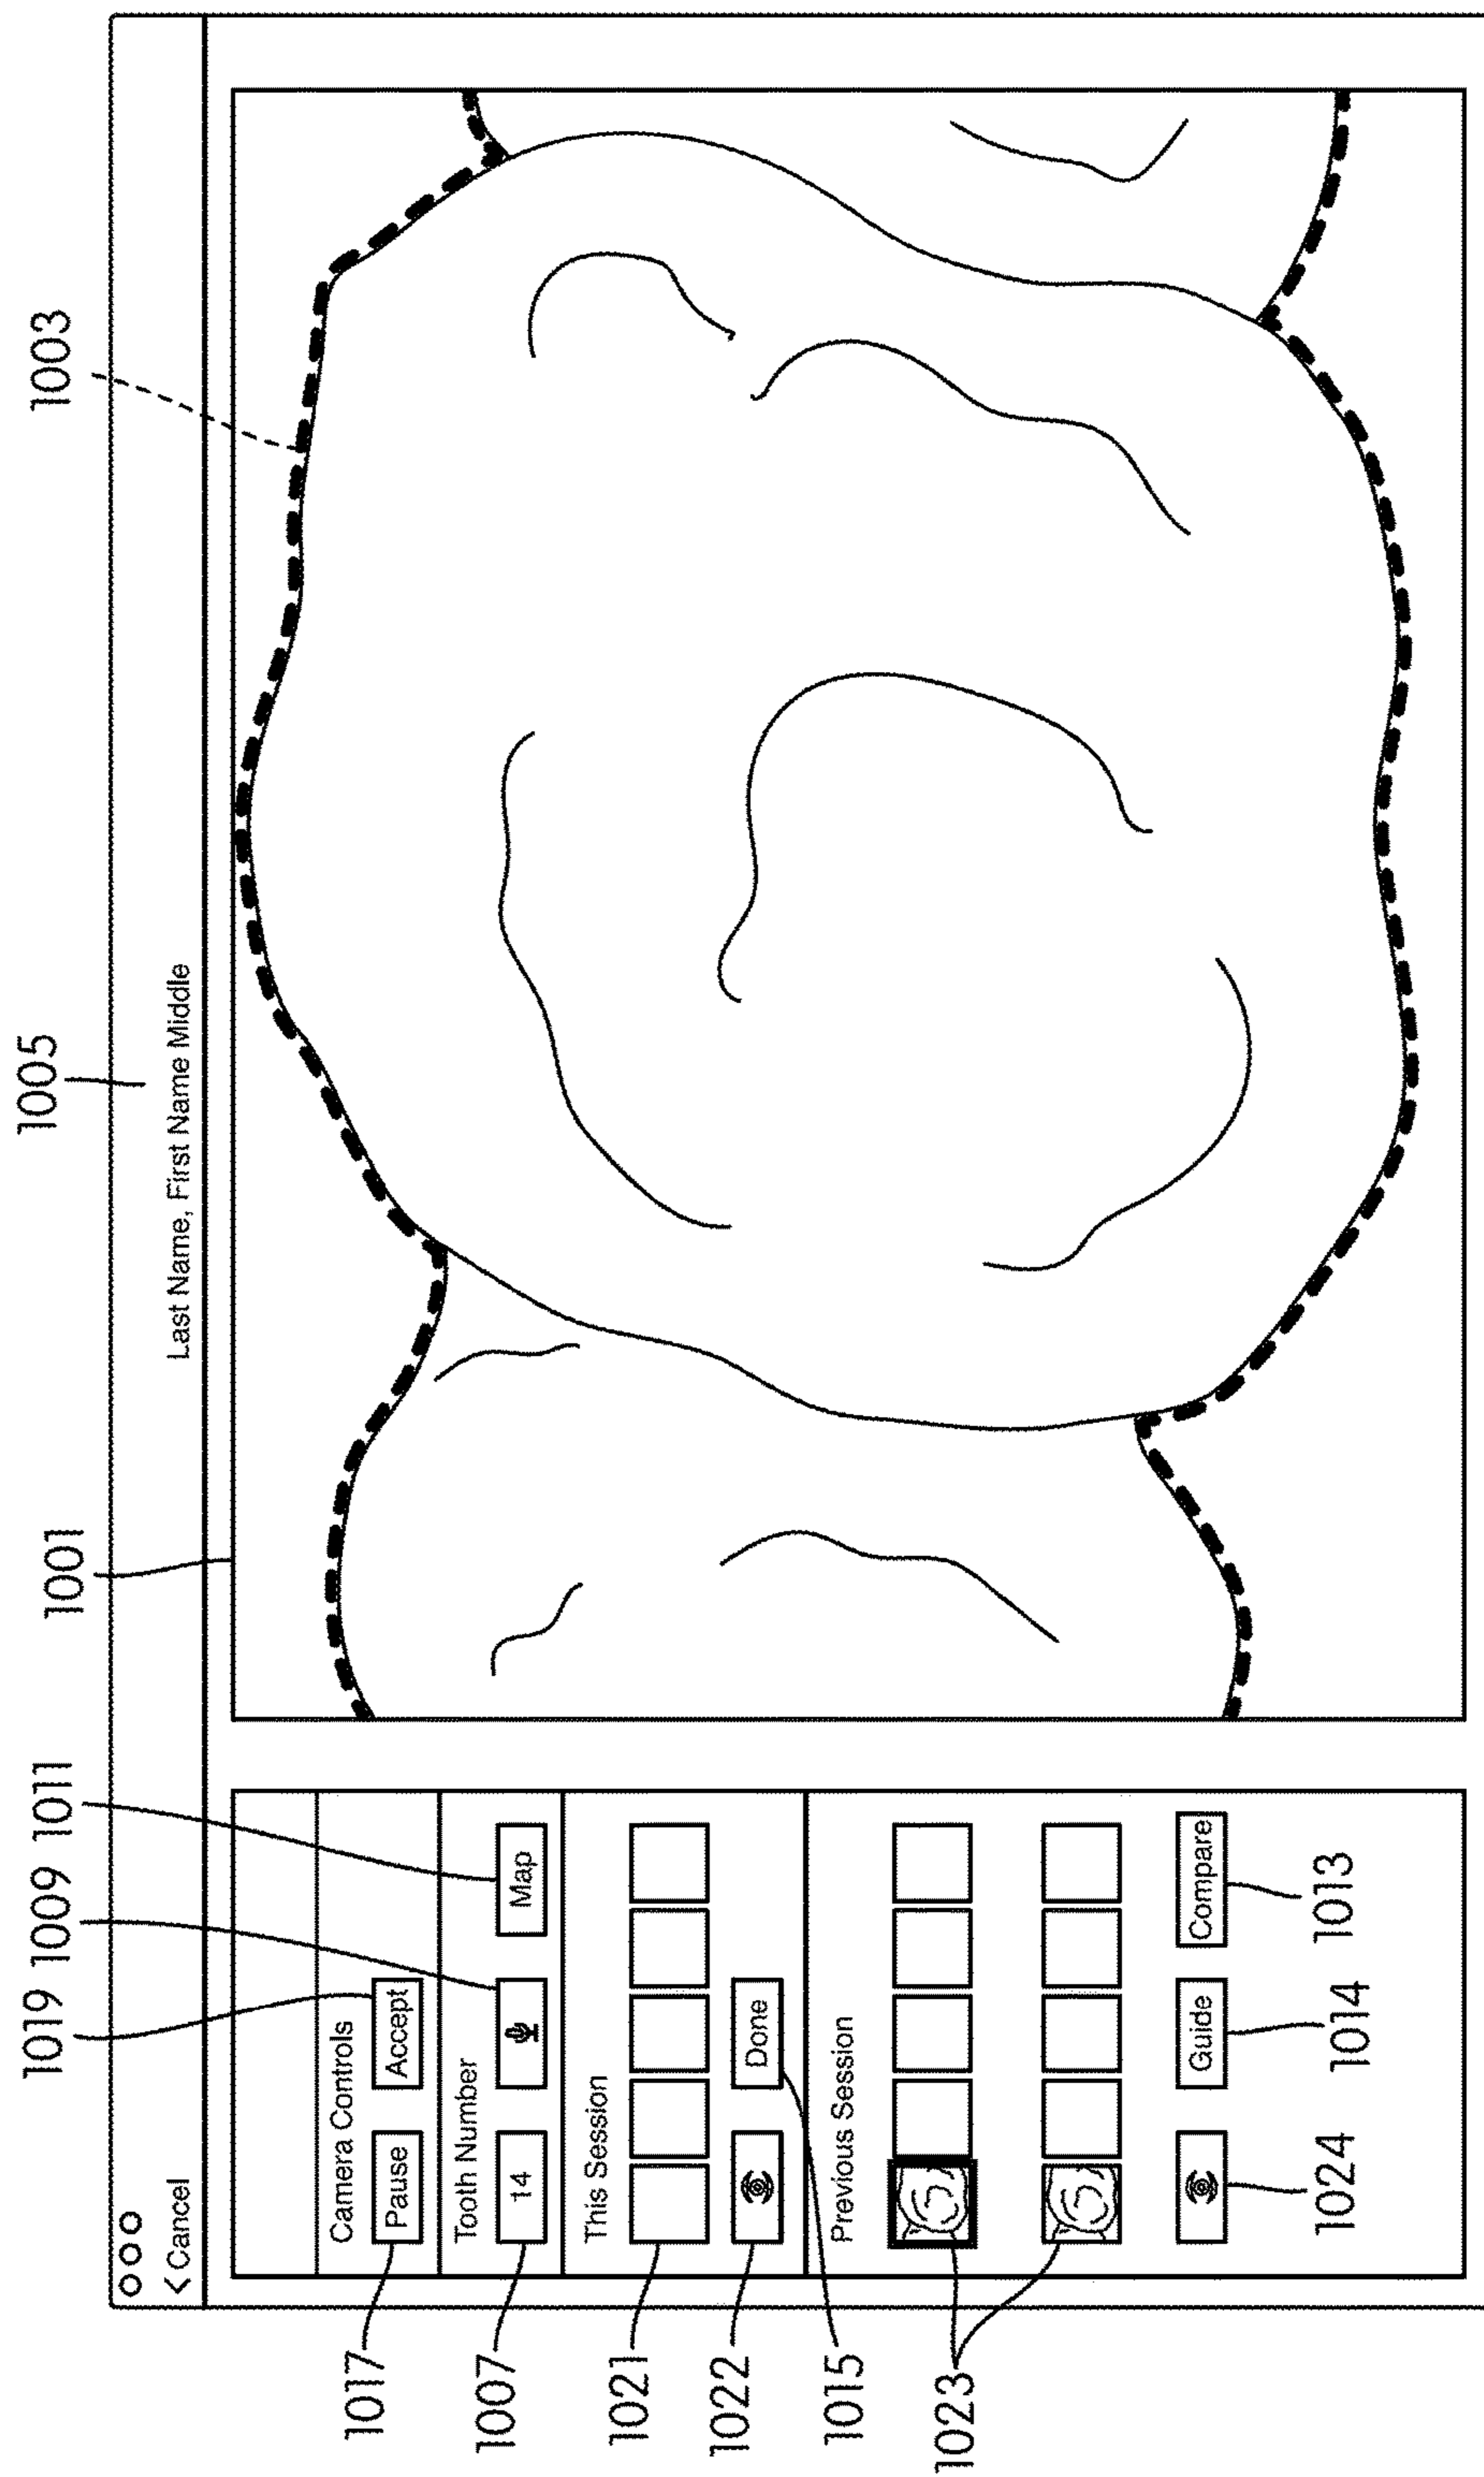 1017
1007
1021
1022
1015
1023
1019
1009
1011
1001
1005
1003
< Cancel
Last Name, First Name Middle
Camera Controls
Pause Accept
Tooth Number
14 Map
This Session
Done
Previous Session
Guide Compare
1024
1014
1013